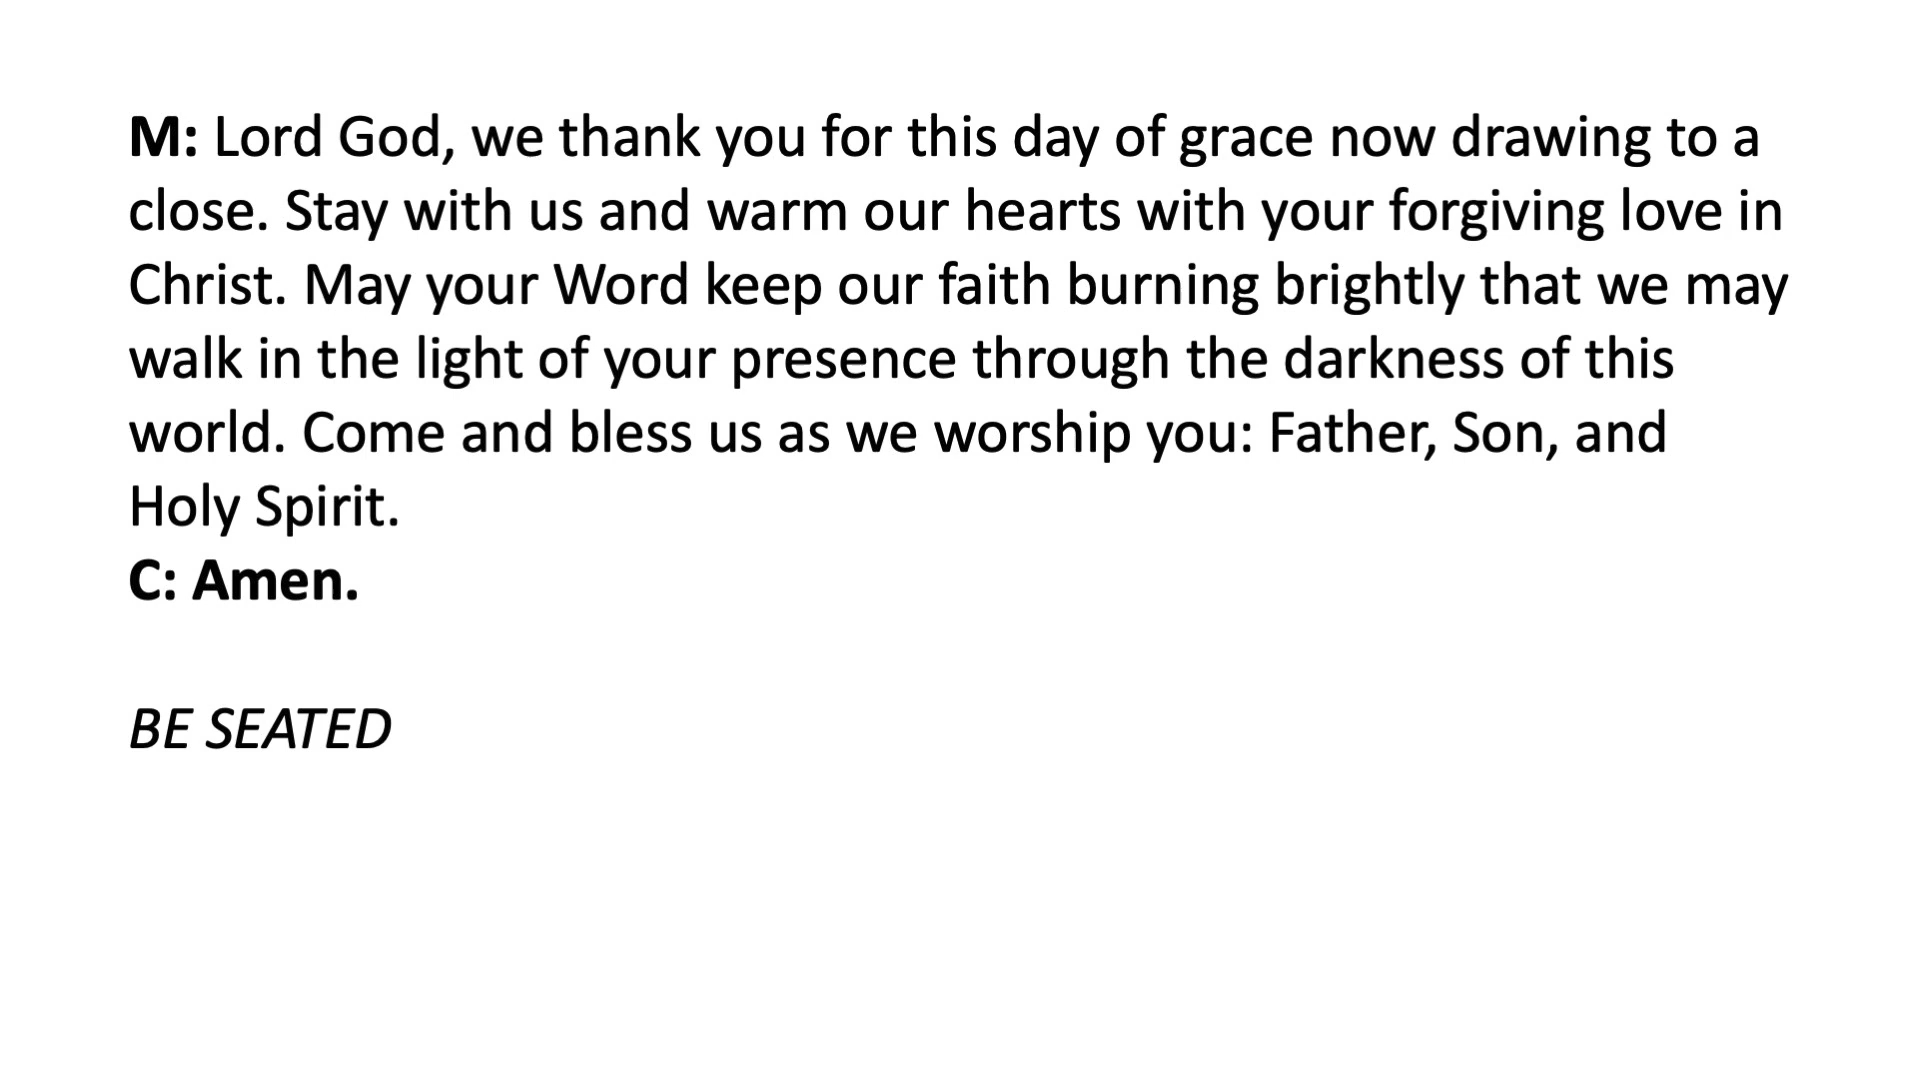 M: Lord God, we thank you for this day of grace now drawing to a
close. Stay with us and warm our hearts with your forgiving love in
Christ. May your Word keep our faith burning brightly that we may
walk in the light of your presence through the darkness of this
world. Come and bless us as we worship you: Father, Son, and
Holy Spirit.
C: Amen.
BE SEATED